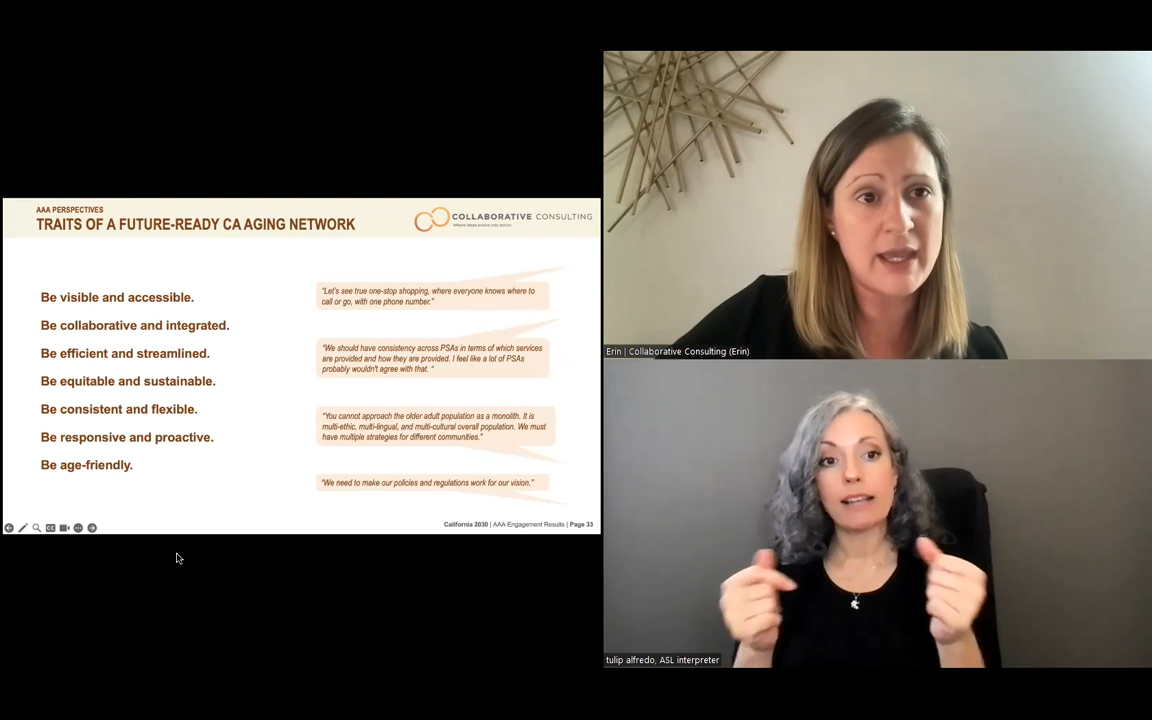 AAA PERSPECTIVES
TRAITS OF A FUTURE-READY CA AGING NETWORK
COLLABORATIVE CONSULTING
Where ideas evolve into action
Be visible and accessible.
Be collaborative and integrated.
Be efficient and streamlined.
Be equitable and sustainable.
Be consistent and flexible.
Be responsive and proactive.
Be age-friendly.
"Let's see true one-stop shopping, where everyone knows where to
call or go, with one phone number."
"We should have consistency across PSAs in terms of which services
are provided and how they are provided. I feel like a lot of PSAs
probably wouldn't agree with that. "
"You cannot approach the older adult population as a monolith. It is
multi-ethnic, multi-lingual, and multi-cultural overall population. We must
have multiple strategies for different communities."
"We need to make our policies and regulations work for our vision."
California 2030 | AAA Engagement Results | Page 33
CC
Erin | Collaborative Consulting (Erin)
tulip alfredo, ASL interpreter